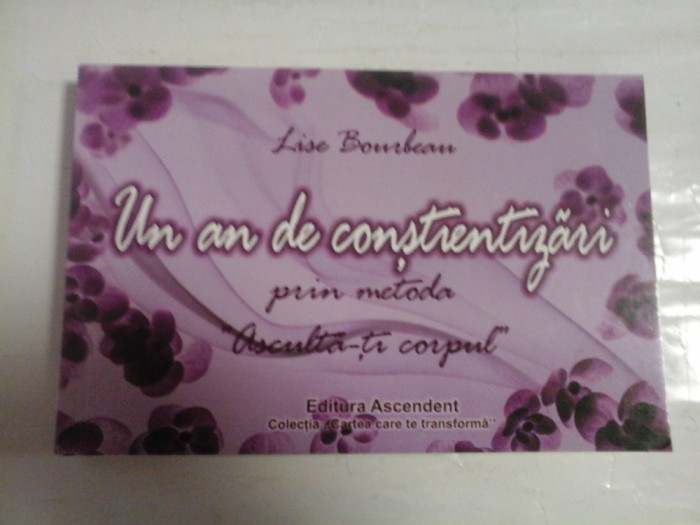 Lise Bourbeau
Un an de conștientizări
prin metoda
"Ascultă-ți corpul"
Editura Ascendent
Colecția „Cartea care te transformă"